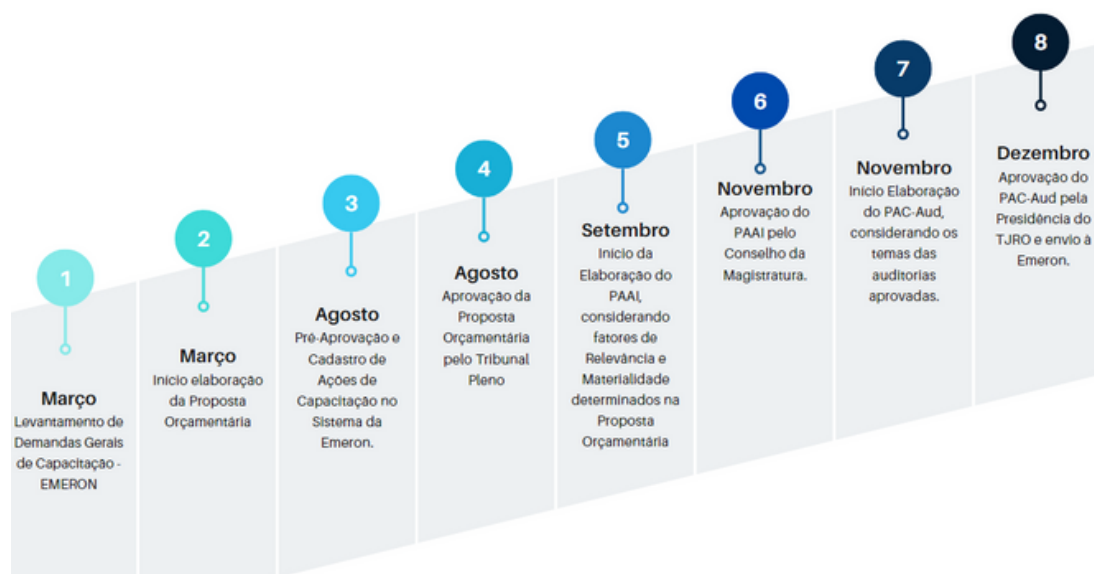 1
Março
Levantamento de
Demandas Gerais
de Capacitação -
EMERON
2
Março
Início elaboração
da Proposta
Orçamentária
3
Agosto
Pré-Aprovação e
Cadastro de
Ações de
Capacitação no
Sistema da
Emeron.
4
Agosto
Aprovação da
Proposta
Orçamentária
pelo Tribunal
Pleno
5
Setembro
Início da
Elaboração do
PAAI,
considerando
fatores de
Relevância e
Materialidade
determinados na
Proposta
Orçamentária
6
Novembro
Aprovação do
PAAI pelo
Conselho da
Magistratura.
7
Novembro
Início Elaboração
do PAC-Aud,
considerando os
temas das
auditorias
aprovadas.
8
Dezembro
Aprovação do
PAC-Aud pela
Presidência do
TJRO e envio à
Emeron.